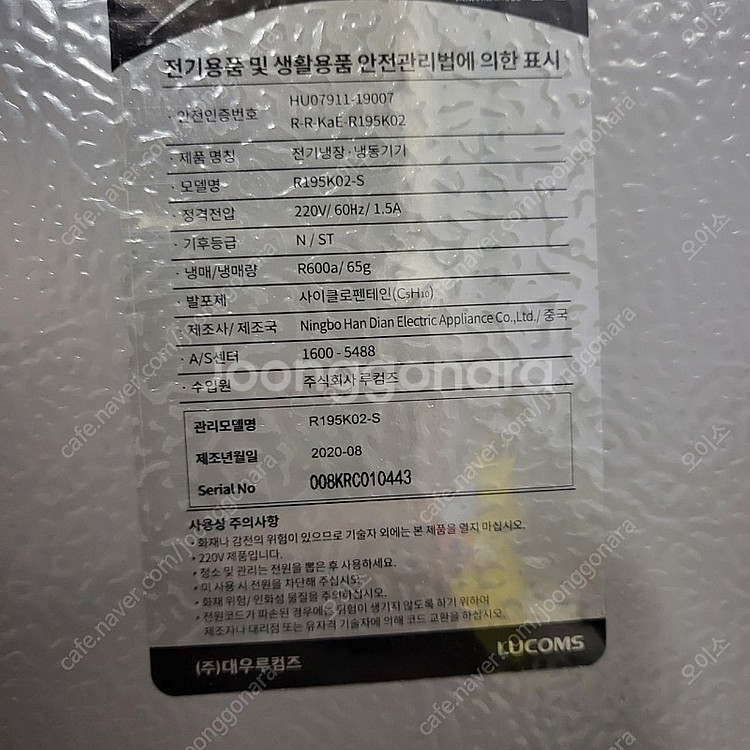 전기용품 및 생활용품 안전관리법에 의한 표시
· 안전인증번호 HU07911-19007
R-R-KaE-R195K02
· 제품 명칭 전기냉장 · 냉동기기
· 모델명 R195K02-S
· 정격전압 220V/ 60Hz/ 1.5A
· 기후등급 N / ST
· 냉매/냉매량 R600a/ 65g
· 발포제 사이클로펜테인(C₅H₁₀)
· 제조사/ 제조국 Ningbo Han Dian Electric Appliance Co.,Ltd./ 중국
· A/S센터 1600 - 5488
· 수입원 주식회사 루컴즈
joonggonara
관리모델명 R195K02-S
제조년월일 2020-08
Serial No 008KRC010443
사용상 주의사항
• 화재나 감전의 위험이 있으므로 기술자 외에는 본 제품을 열지 마십시오.
• 220V 제품입니다.
• 청소 및 관리는 전원을 뽑은 후 사용하세요.
• 미 사용 시 전원을 차단해 주십시오.
• 화재 위험/ 인화성 물질을 주의하십시오.
• 전원코드가 파손된 경우에는 위험이 생기지 않도록 하기 위하여
제조자나 대리점 또는 유자격 기술자에 의해 코드 교환을 하십시오.
(주)대우루컴즈 LUCOMS
cafe.naver.com/joonggonara
오이소